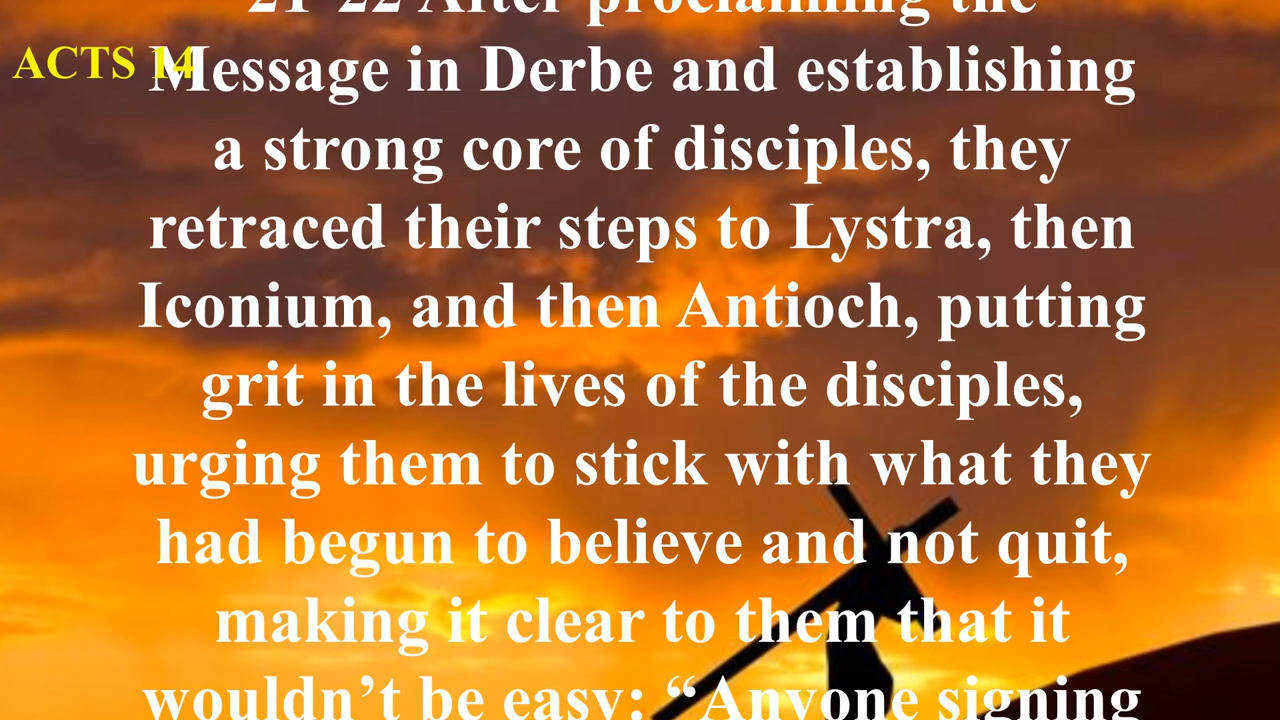 21-22 After proclaiming the
ACTS 14
Message in Derbe and establishing
a strong core of disciples, they
retraced their steps to Lystra, then
Iconium, and then Antioch, putting
grit in the lives of the disciples,
urging them to stick with what they
had begun to believe and not quit,
making it clear to them that it
wouldn’t be easy: “Anyone signing